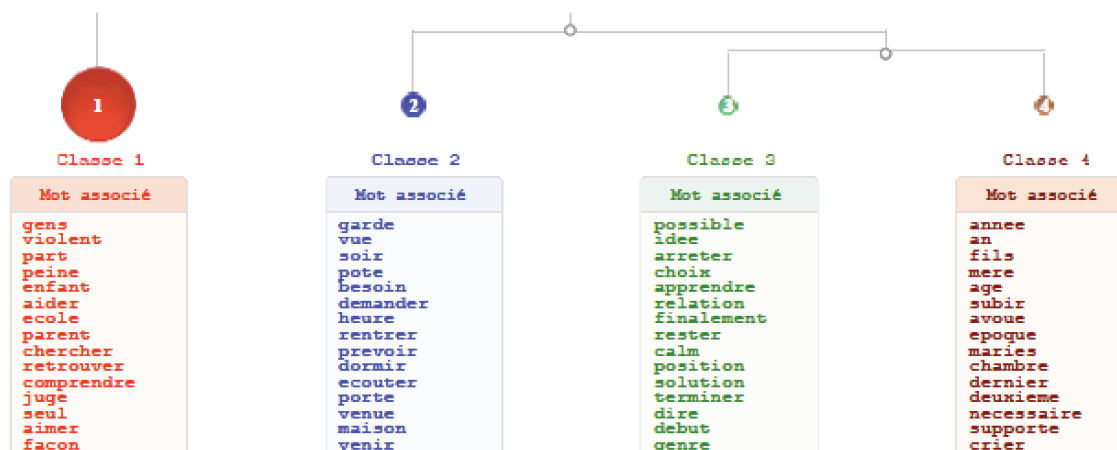 1
2
3
4
Classe 1
Classe 2
Classe 3
Classe 4
Mot associé
Mot associé
Mot associé
Mot associé
gens
violent
part
peine
enfant
aider
ecole
parent
chercher
retrouver
comprendre
juge
seul
aimer
facon
garde
vue
soir
pote
besoin
demander
heure
rentrer
prevoir
dormir
ecouter
porte
venue
maison
venir
possible
idee
arreter
choix
apprendre
relation
finalement
rester
calm
position
solution
terminer
dire
debut
genre
annee
an
fils
mere
age
subir
avoue
epoque
maries
chambre
dernier
deuxieme
necessaire
supporte
crier